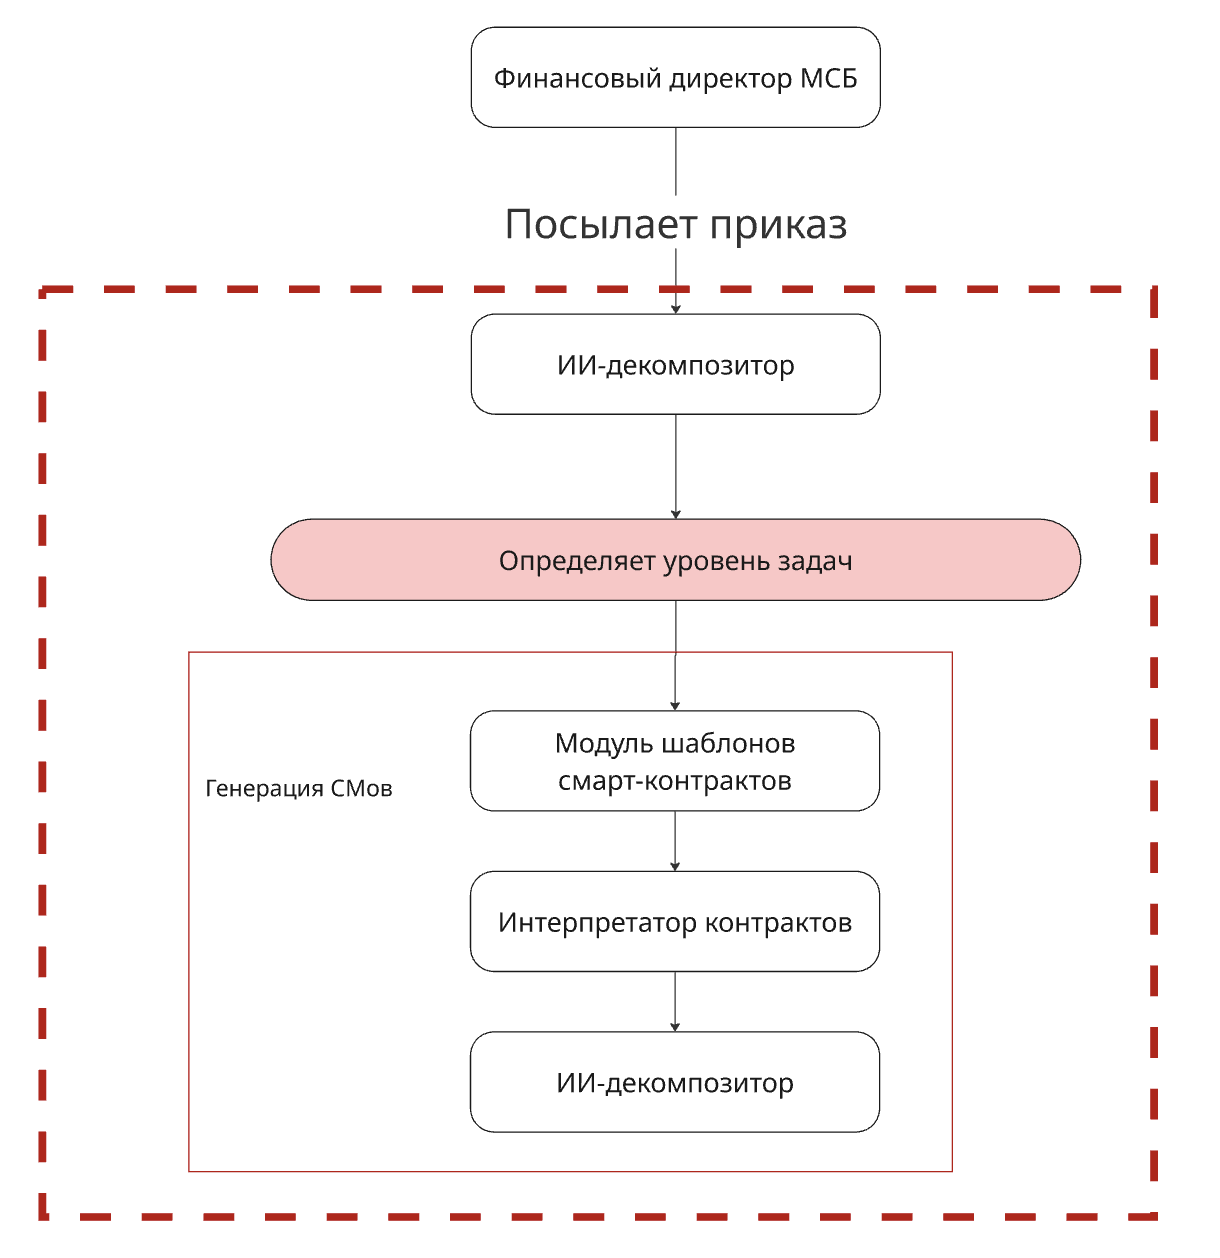 Финансовый директор МСБ
Посылает приказ
ИИ-декомпозитор
Определяет уровень задач
Модуль шаблонов
смарт-контрактов
Генерация СМов
Интерпретатор контрактов
ИИ-декомпозитор